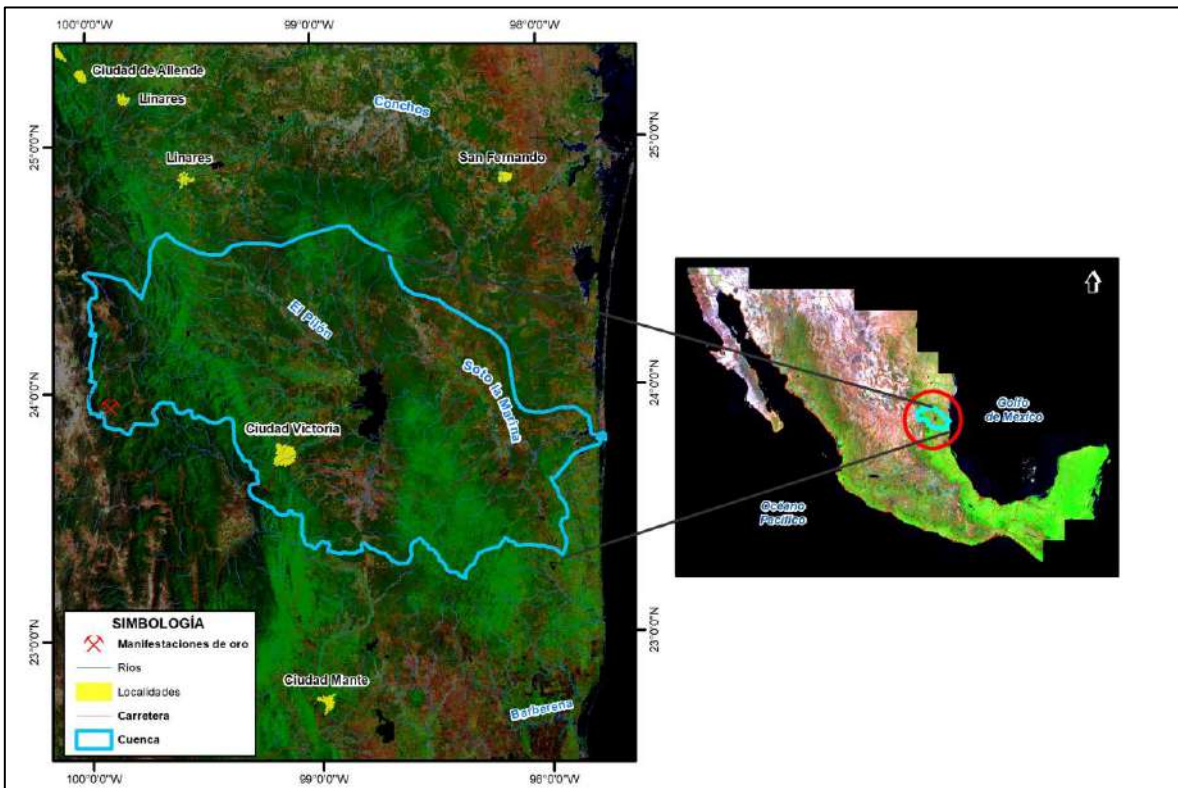 100°0'0"W
99°0'0"W
98°0'0"W
Ciudad de Allende
Linares
Conchos
25°0'0"N
25°0'0"N
Linares
San Fernando
El Pilón
Soto la Marina
24°0'0"N
24°0'0"N
Ciudad Victoria
Golfo
de México
Océano
Pacífico
SIMBOLOGÍA
Manifestaciones de oro
Ríos
Localidades
Carretera
Cuenca
23°0'0"N
23°0'0"N
Ciudad Mante
Barberena
100°0'0"W
99°0'0"W
98°0'0"W